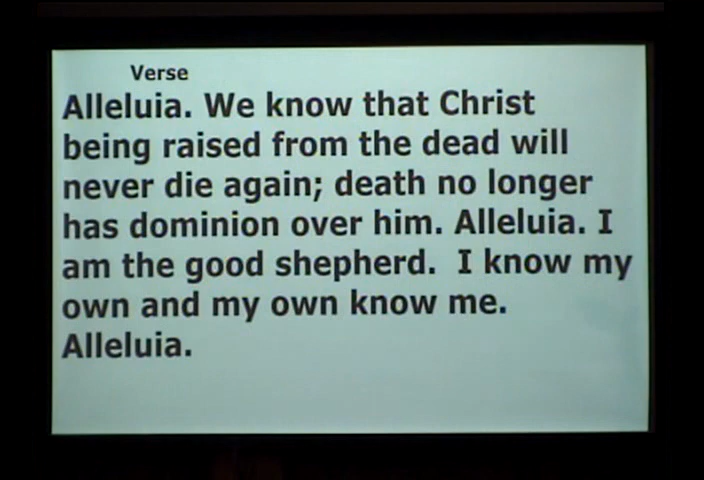 Verse
Alleluia. We know that Christ
being raised from the dead will
never die again; death no longer
has dominion over him. Alleluia. I
am the good shepherd.  I know my
own and my own know me.
Alleluia.